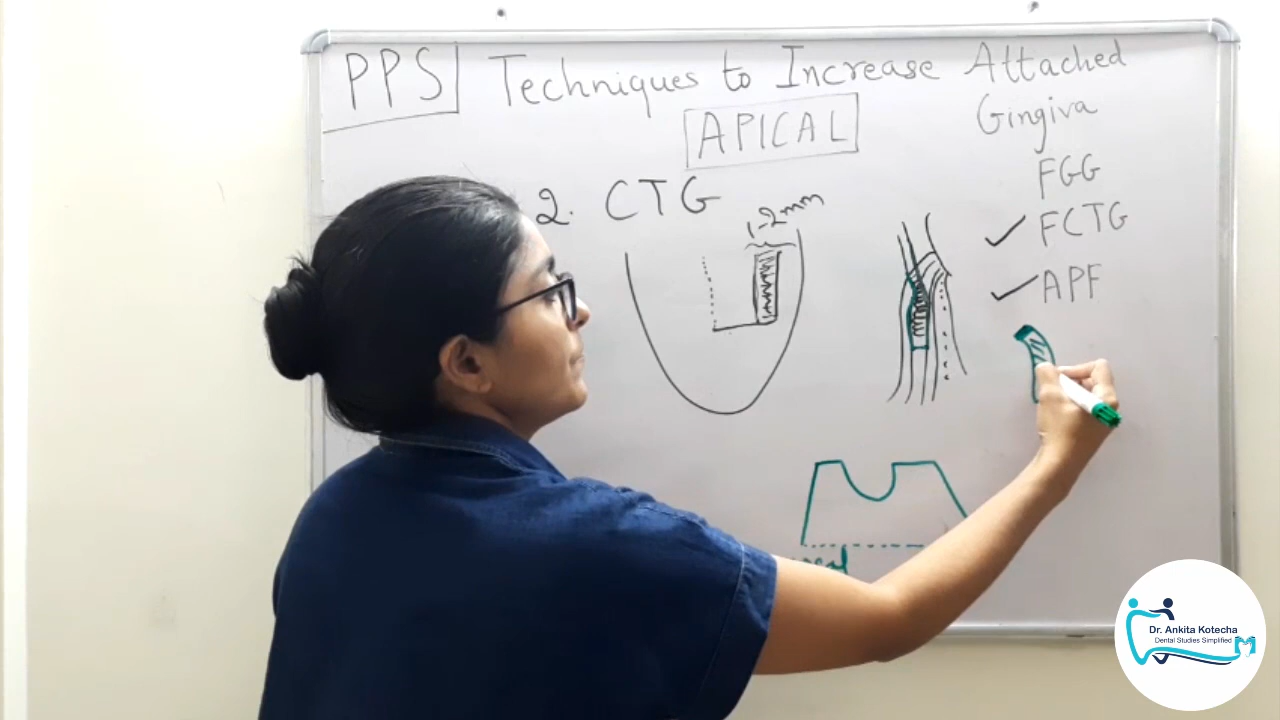 PPS Techniques to Increase Attached
Gingiva
APICAL
FGG
2. CTG
1-2mm
✓ FCTG
✓ APF
Dr. Ankita Kotecha
Dental Studies Simplified